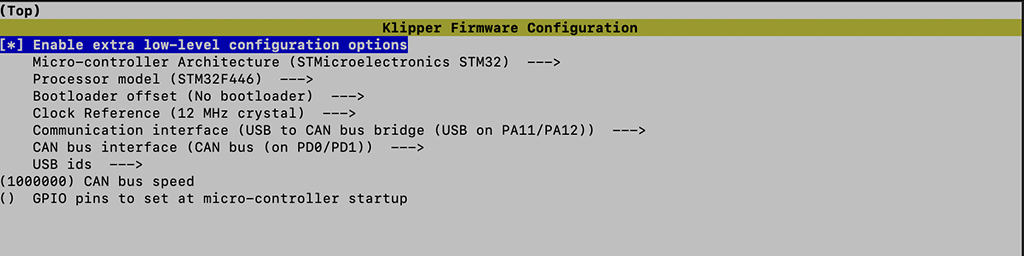 (Top)
Klipper Firmware Configuration
[*] Enable extra low-level configuration options
Micro-controller Architecture (STMicroelectronics STM32)  --->
Processor model (STM32F446)  --->
Bootloader offset (No bootloader)  --->
Clock Reference (12 MHz crystal)  --->
Communication interface (USB to CAN bus bridge (USB on PA11/PA12))  --->
CAN bus interface (CAN bus (on PD0/PD1))  --->
USB ids  --->
(1000000) CAN bus speed
()  GPIO pins to set at micro-controller startup